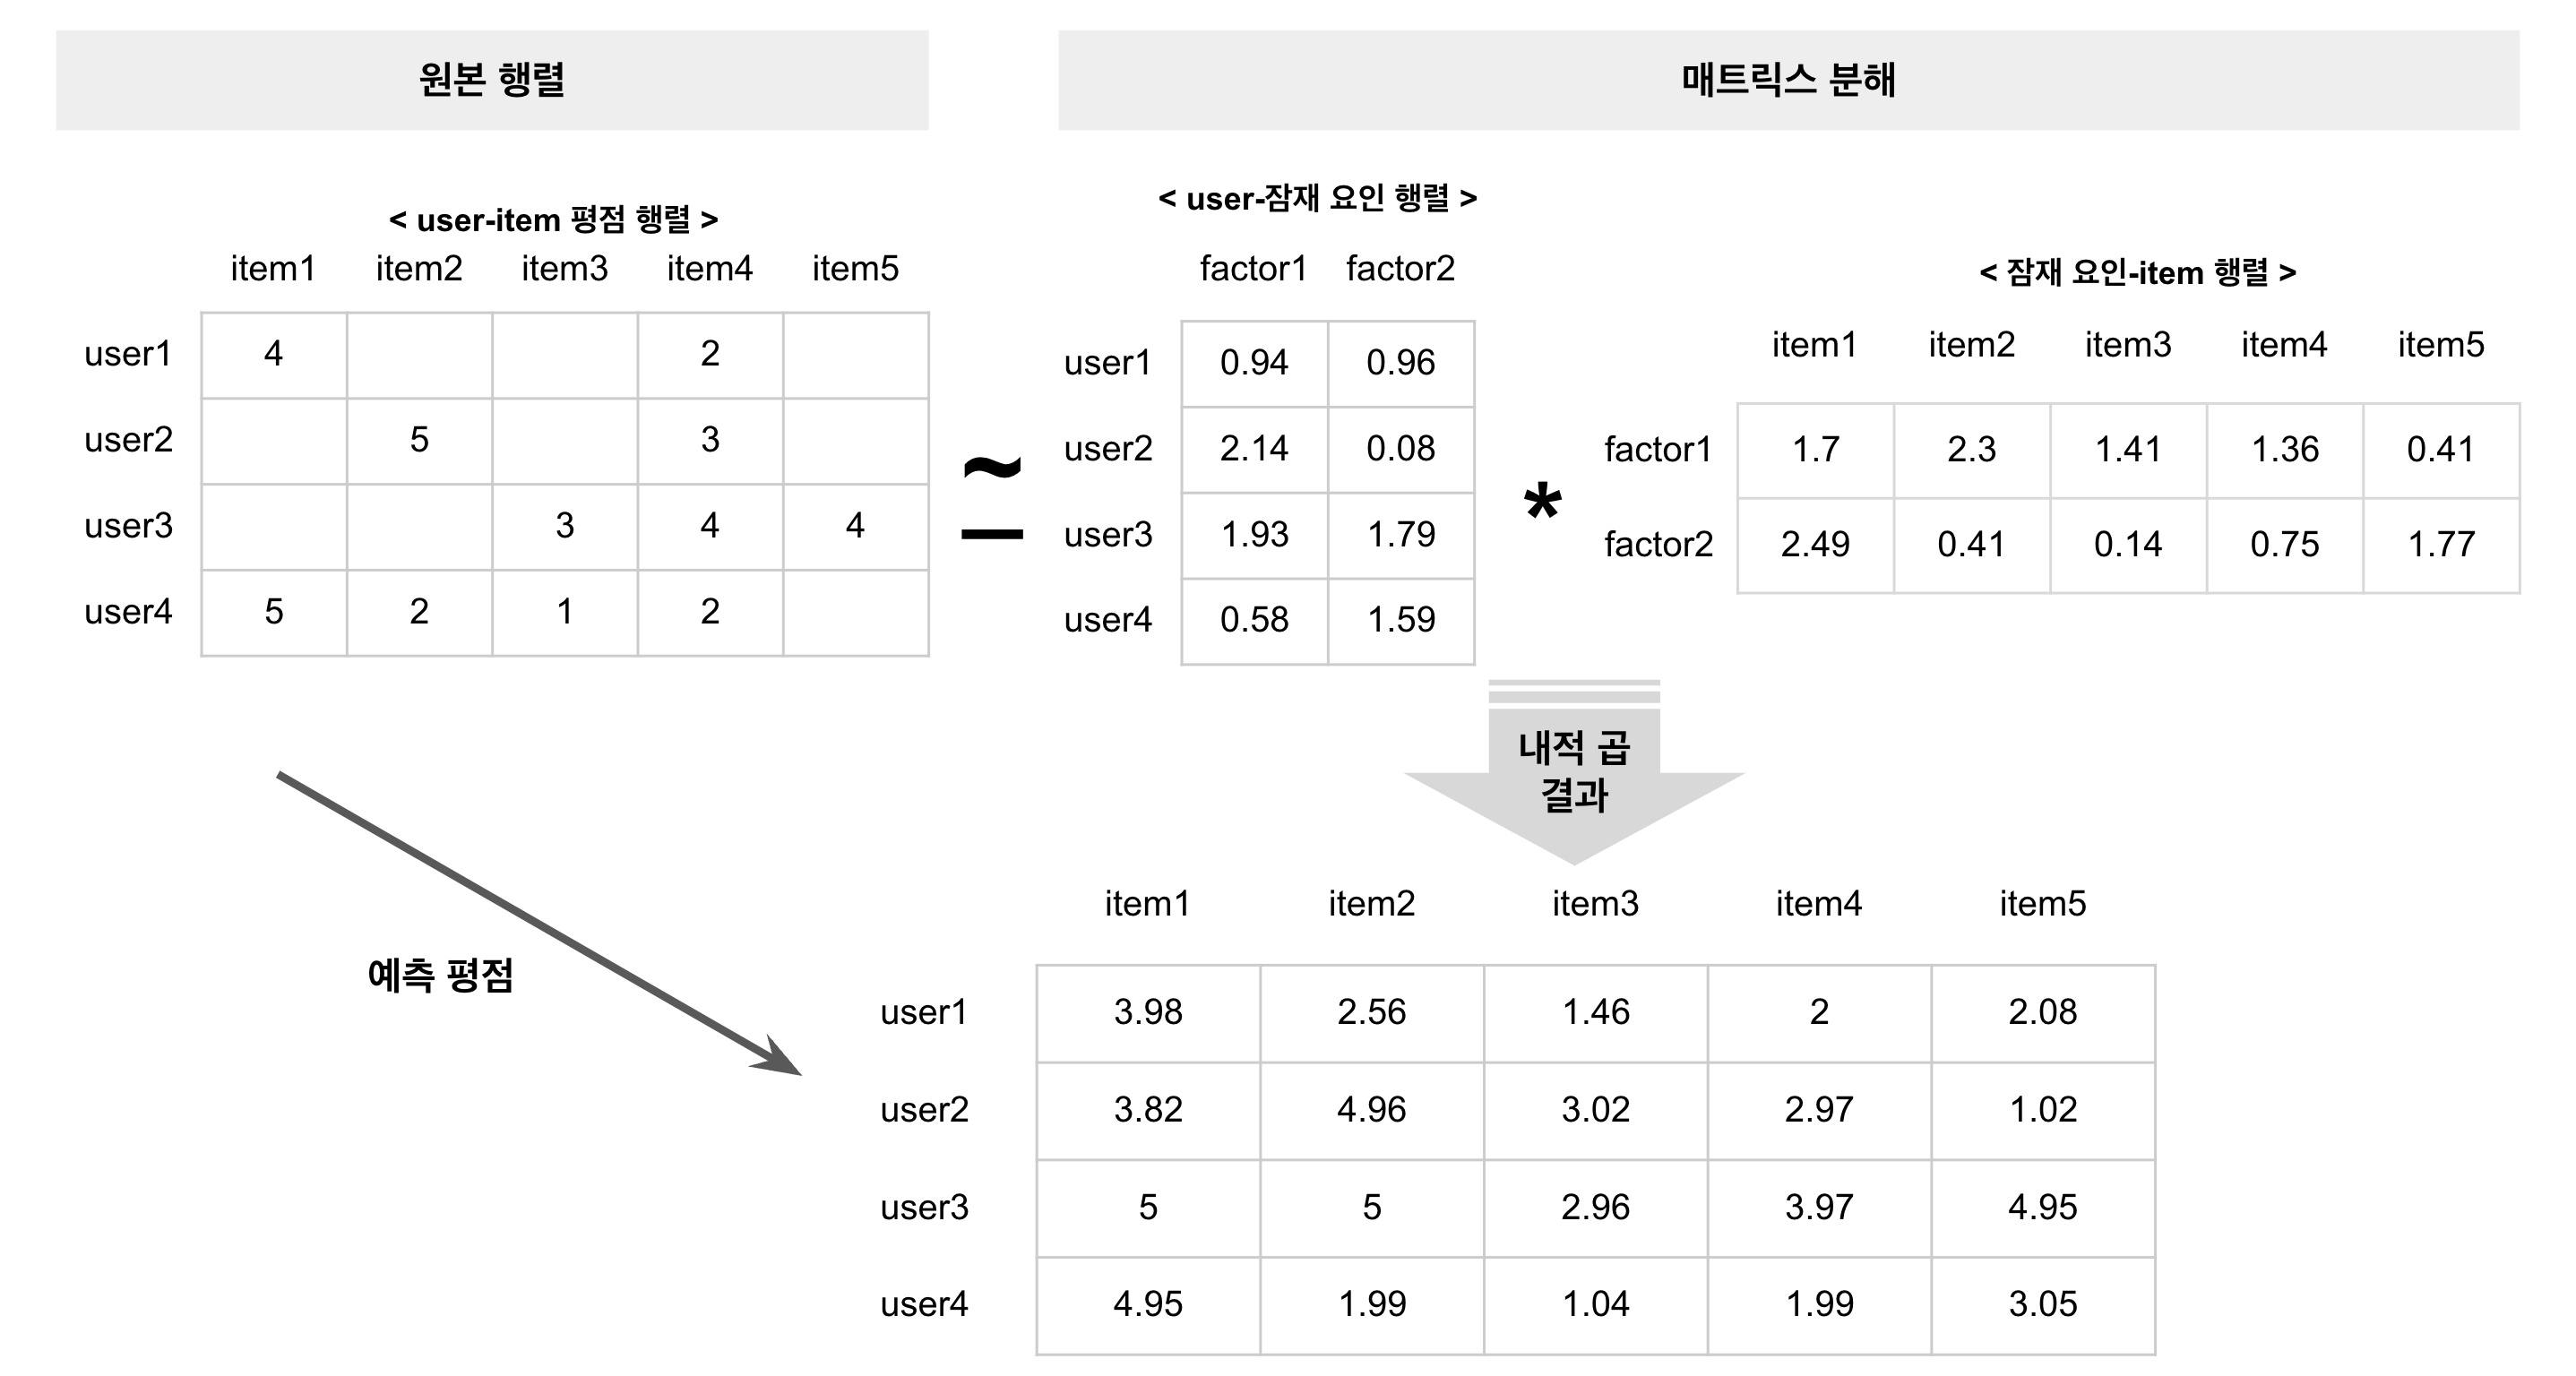 원본 행렬
매트릭스 분해
< user-item 평점 행렬 >
item1 item2 item3 item4 item5
user1 4 2
user2 5 3
user3 3 4 4
user4 5 2 1 2
~
–
< user-잠재 요인 행렬 >
factor1 factor2
user1 0.94 0.96
user2 2.14 0.08
user3 1.93 1.79
user4 0.58 1.59
*
< 잠재 요인-item 행렬 >
item1 item2 item3 item4 item5
factor1 1.7 2.3 1.41 1.36 0.41
factor2 2.49 0.41 0.14 0.75 1.77
내적 곱
결과
예측 평점
item1 item2 item3 item4 item5
user1 3.98 2.56 1.46 2 2.08
user2 3.82 4.96 3.02 2.97 1.02
user3 5 5 2.96 3.97 4.95
user4 4.95 1.99 1.04 1.99 3.05